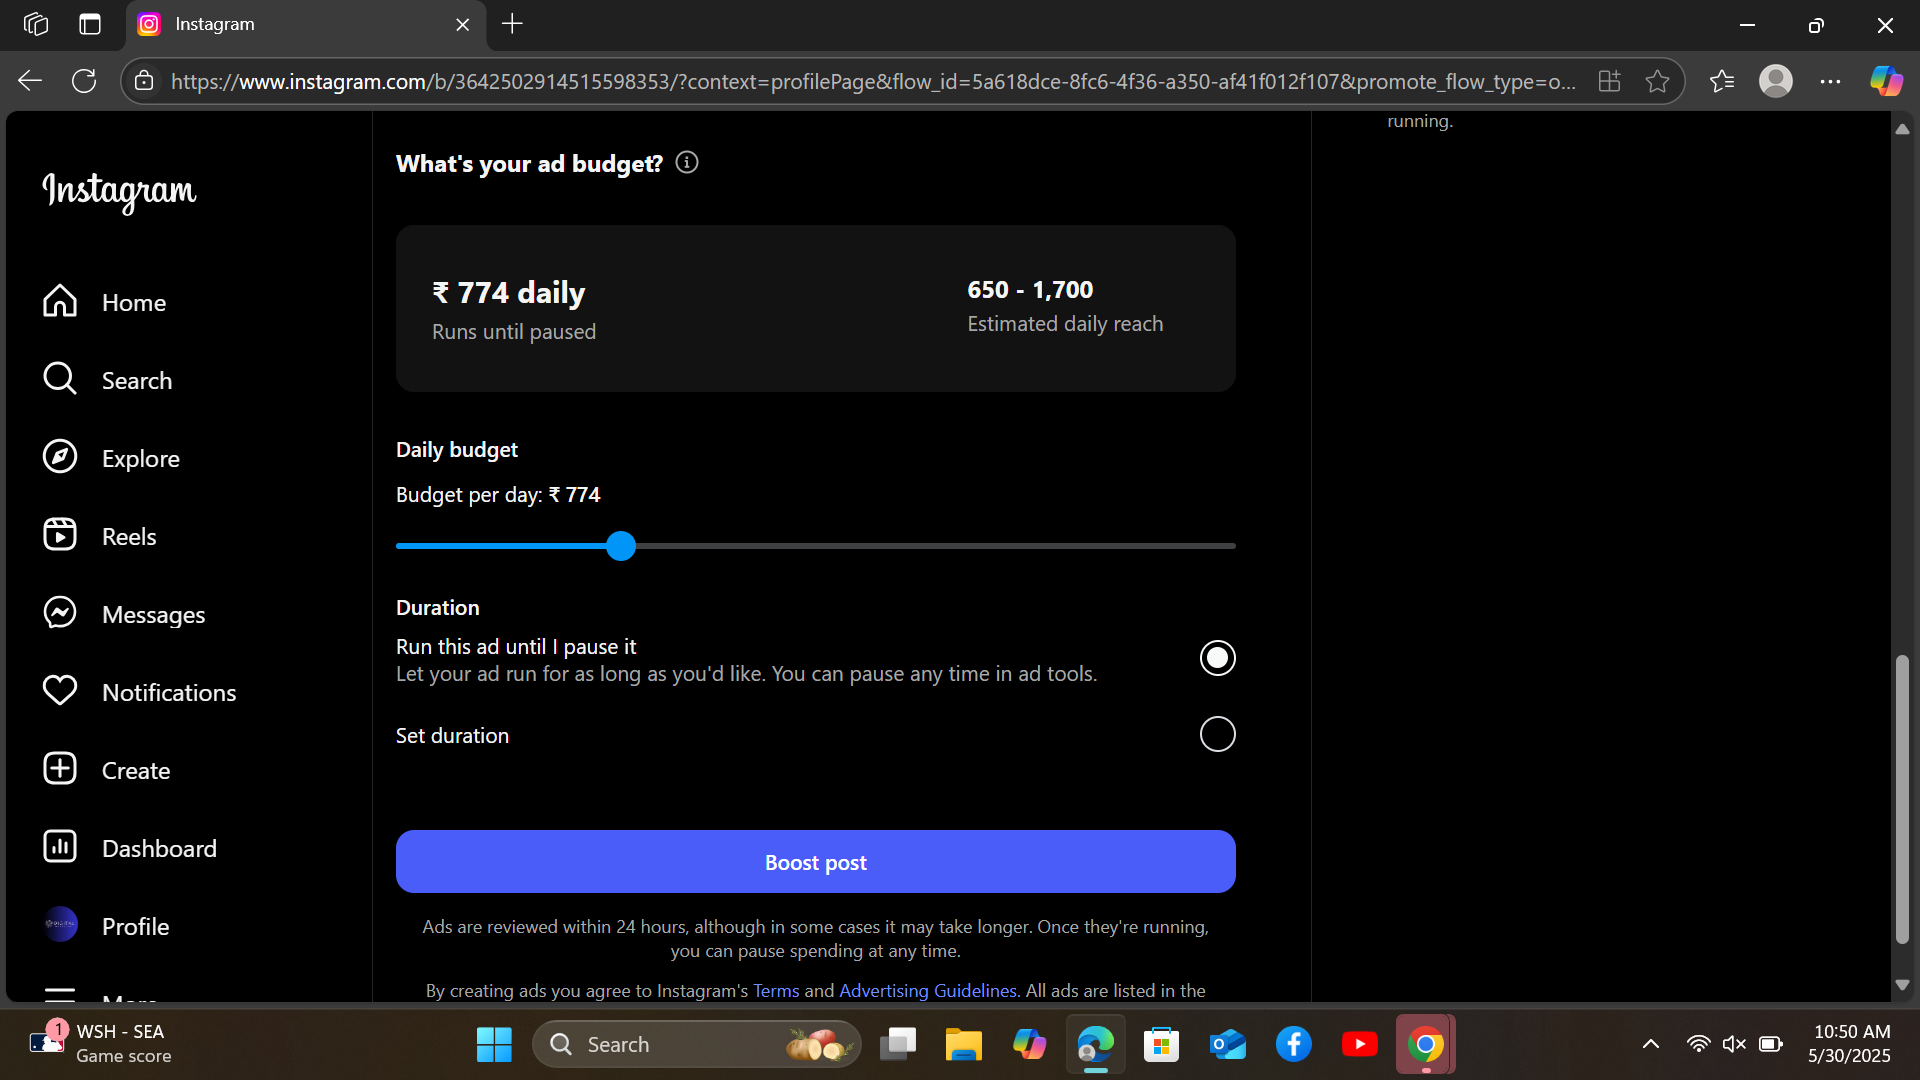 Instagram
https://www.instagram.com/b/3642502914515598353/?context=profilePage&flow_id=5a618dce-8fc6-4f36-a350-af41f012f107&promote_flow_type=o...
running.
Instagram
Home
Search
Explore
Reels
Messages
Notifications
Create
Dashboard
Profile
What's your ad budget?
₹ 774 daily
Runs until paused
650 - 1,700
Estimated daily reach
Daily budget
Budget per day: ₹ 774
Duration
Run this ad until I pause it
Let your ad run for as long as you'd like. You can pause any time in ad tools.
Set duration
Boost post
Ads are reviewed within 24 hours, although in some cases it may take longer. Once they're running,
you can pause spending at any time.
By creating ads you agree to Instagram's Terms and Advertising Guidelines. All ads are listed in the
1
WSH - SEA
Game score
Search
10:50 AM
5/30/2025